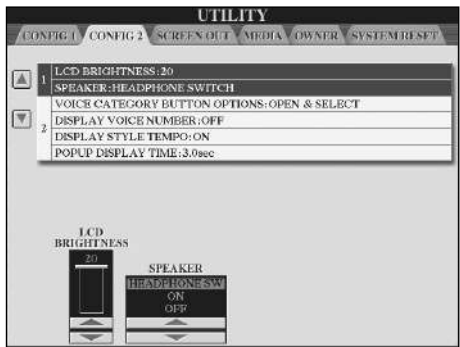 UTILITY
CONFIG 1 CONFIG 2 SCREEN OUT MEDIA OWNER SYSTEM RESET
1 LCD BRIGHTNESS:20
SPEAKER:HEADPHONE SWITCH
2 VOICE CATEGORY BUTTON OPTIONS:OPEN & SELECT
DISPLAY VOICE NUMBER:OFF
DISPLAY STYLE TEMPO:ON
POPUP DISPLAY TIME:3.0sec
LCD
BRIGHTNESS
20
SPEAKER
HEADPHONE SW
ON
OFF